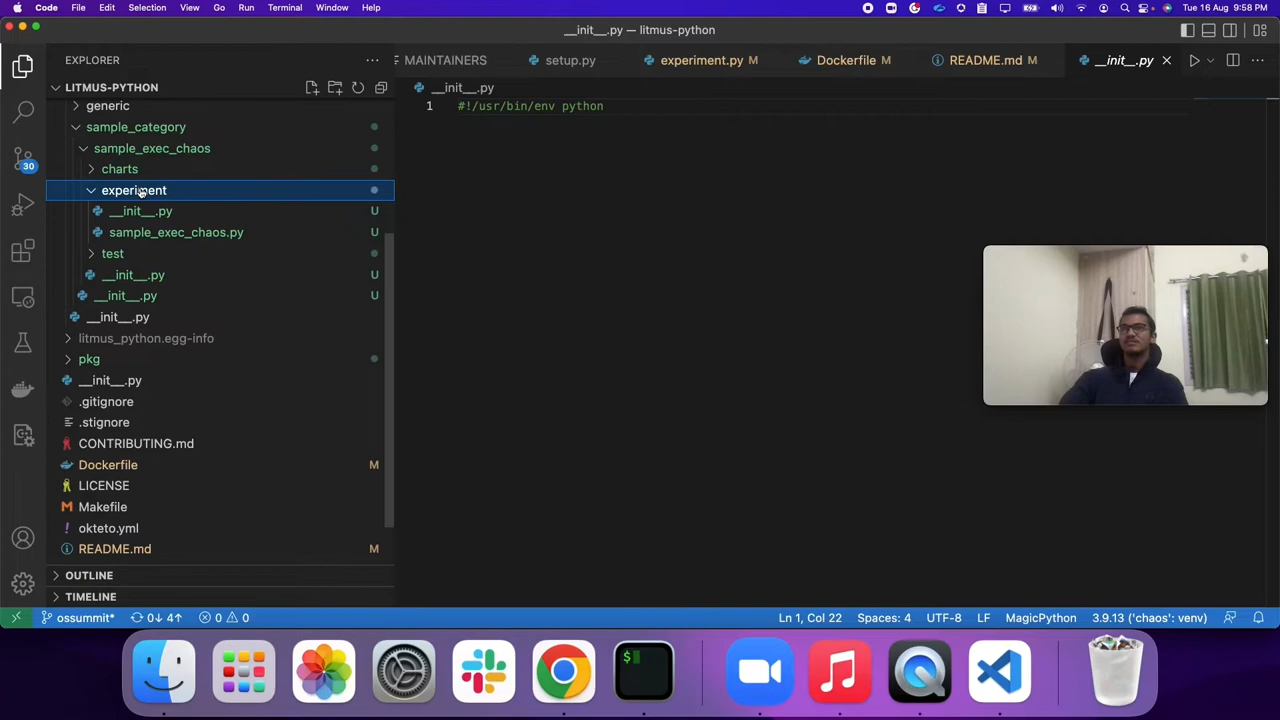 Code File Edit Selection View Go Run Terminal Window Help
Tue 16 Aug 9:58 PM
__init__.py — litmus-python
EXPLORER
MAINTAINERS
setup.py
experiment.py M
Dockerfile M
README.md M
__init__.py
LITMUS-PYTHON
__init__.py
generic
1 #!/usr/bin/env python
sample_category
sample_exec_chaos
30
charts
experiment
__init__.py U
sample_exec_chaos.py U
test
__init__.py U
__init__.py U
__init__.py
litmus_python.egg-info
pkg
__init__.py
.gitignore
.stignore
CONTRIBUTING.md
Dockerfile M
LICENSE
Makefile
okteto.yml
README.md M
OUTLINE
TIMELINE
ossummit* 0↓ 4↑ 0 0
Ln 1, Col 22 Spaces: 4 UTF-8 LF MagicPython 3.9.13 ('chaos': venv)
$